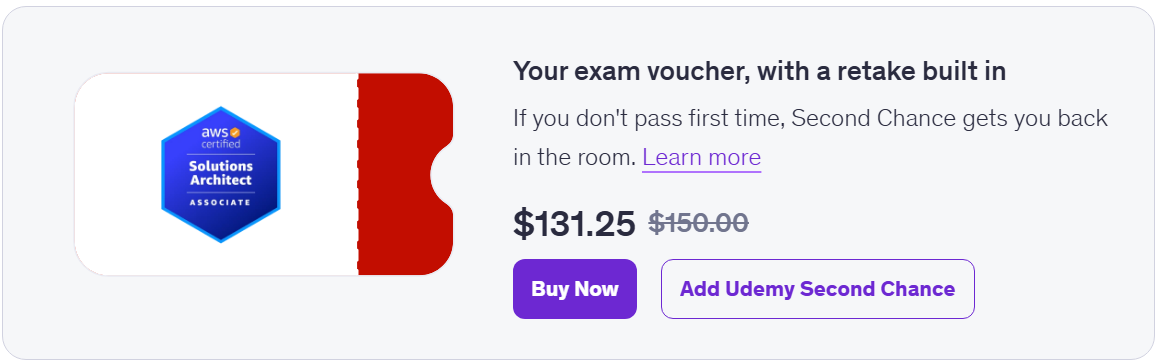 aws
certified
Solutions
Architect
ASSOCIATE
Your exam voucher, with a retake built in
If you don't pass first time, Second Chance gets you back
in the room. Learn more
$131.25 $150.00
Buy Now Add Udemy Second Chance